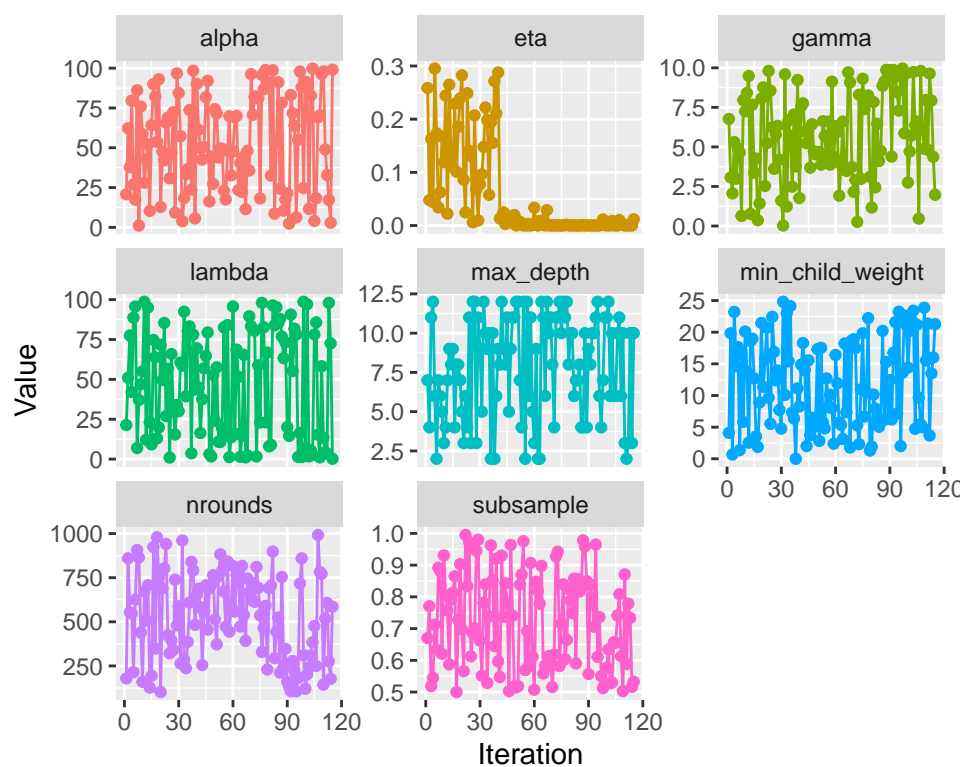 alpha eta gamma
100 0.3 10.0
75 0.2 7.5
50 5.0
25 0.1 2.5
0 0.0 0.0
lambda max_depth min_child_weight
100 12.5 25
75 10.0 20
50 7.5 15
25 5.0 10
0 2.5 5
0
0 30 60 90 120
nrounds subsample
1000 1.0
750 0.9
500 0.8
250 0.7
0.6
0.5
0 30 60 90 120 0 30 60 90 120
Iteration
Value